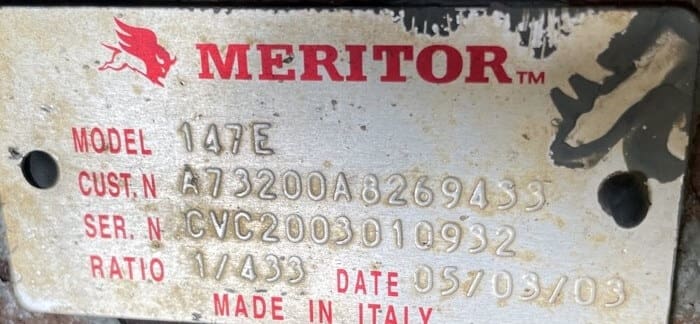 MERITOR™
MODEL 147E
CUST. N A73200A8269433
SER. N CVC2003010932
RATIO 1/433 DATE 05/03/03
MADE IN ITALY